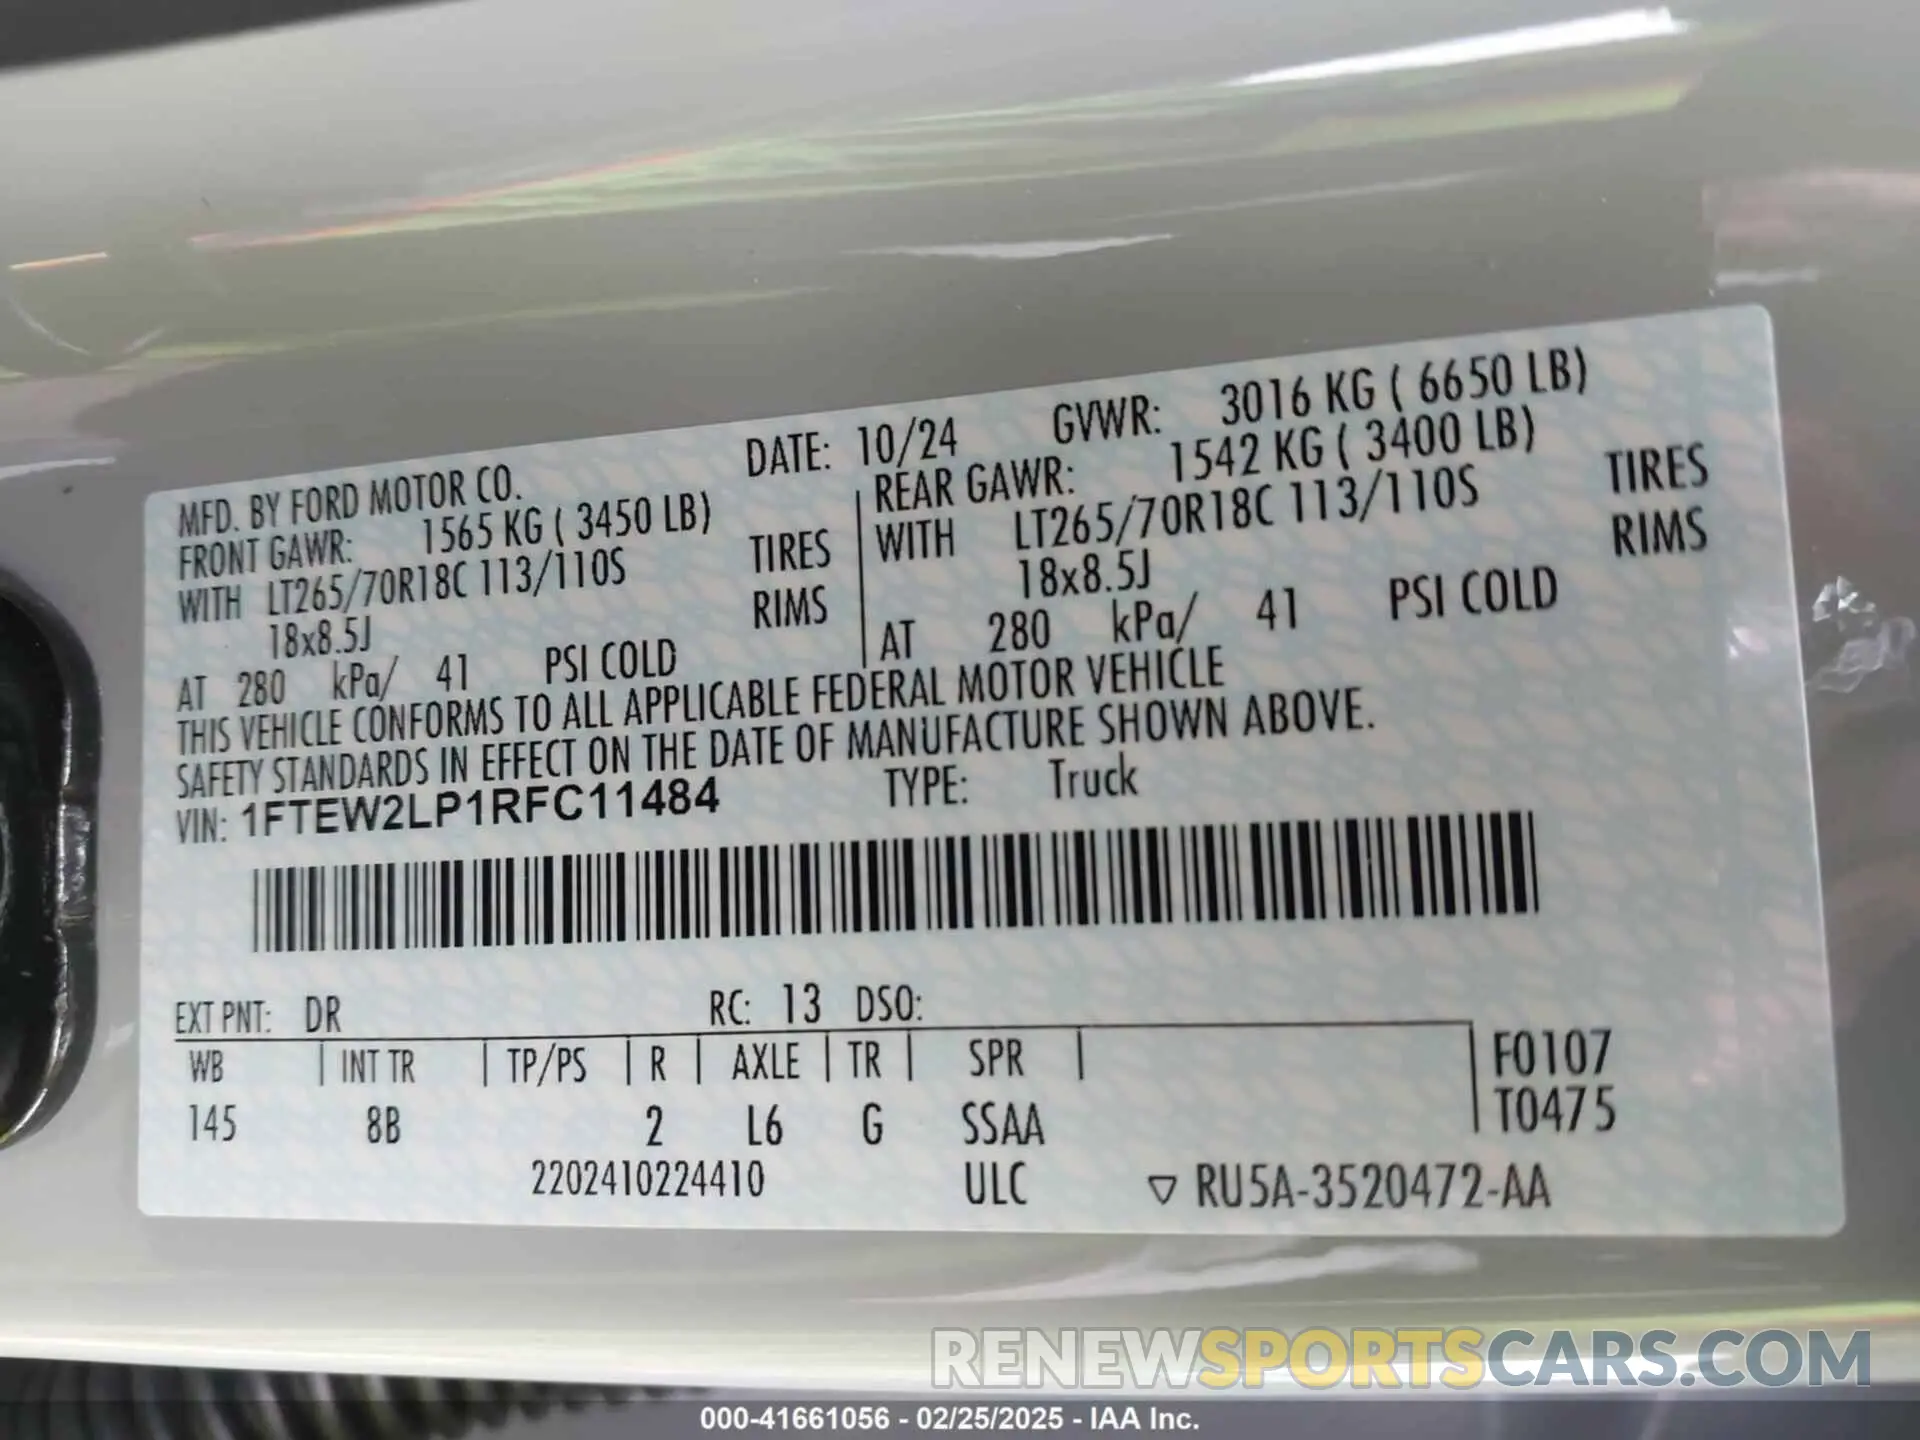 MFD. BY FORD MOTOR CO. DATE: 10/24 GVWR: 3016 KG ( 6650 LB)
FRONT GAWR: 1565 KG ( 3450 LB) REAR GAWR: 1542 KG ( 3400 LB)
WITH LT265/70R18C 113/110S TIRES WITH LT265/70R18C 113/110S TIRES
18x8.5J RIMS 18x8.5J RIMS
AT 280 kPa/ 41 PSI COLD AT 280 kPa/ 41 PSI COLD
THIS VEHICLE CONFORMS TO ALL APPLICABLE FEDERAL MOTOR VEHICLE
SAFETY STANDARDS IN EFFECT ON THE DATE OF MANUFACTURE SHOWN ABOVE.
VIN: 1FTEW2LP1RFC11484 TYPE: Truck
EXT PNT: DR RC: 13 DSO:
WB INT TR TP/PS R AXLE TR SPR F0107
145 8B 2 L6 G SSAA T0475
2202410224410 ULC ▽ RU5A-3520472-AA
RENEWSPORTSCARS.COM
000-41661056 - 02/25/2025 - IAA Inc.